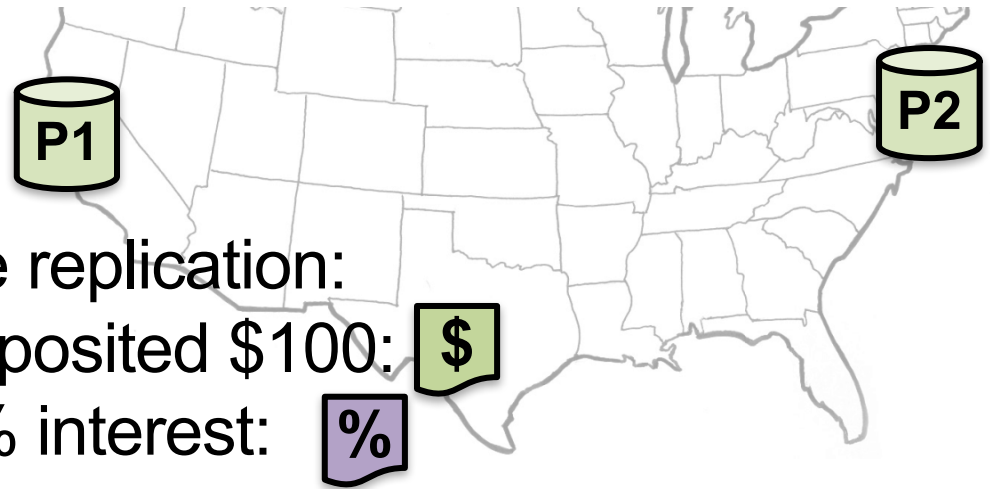 P1
P2
replication:
posited $100:
$
% interest:
%